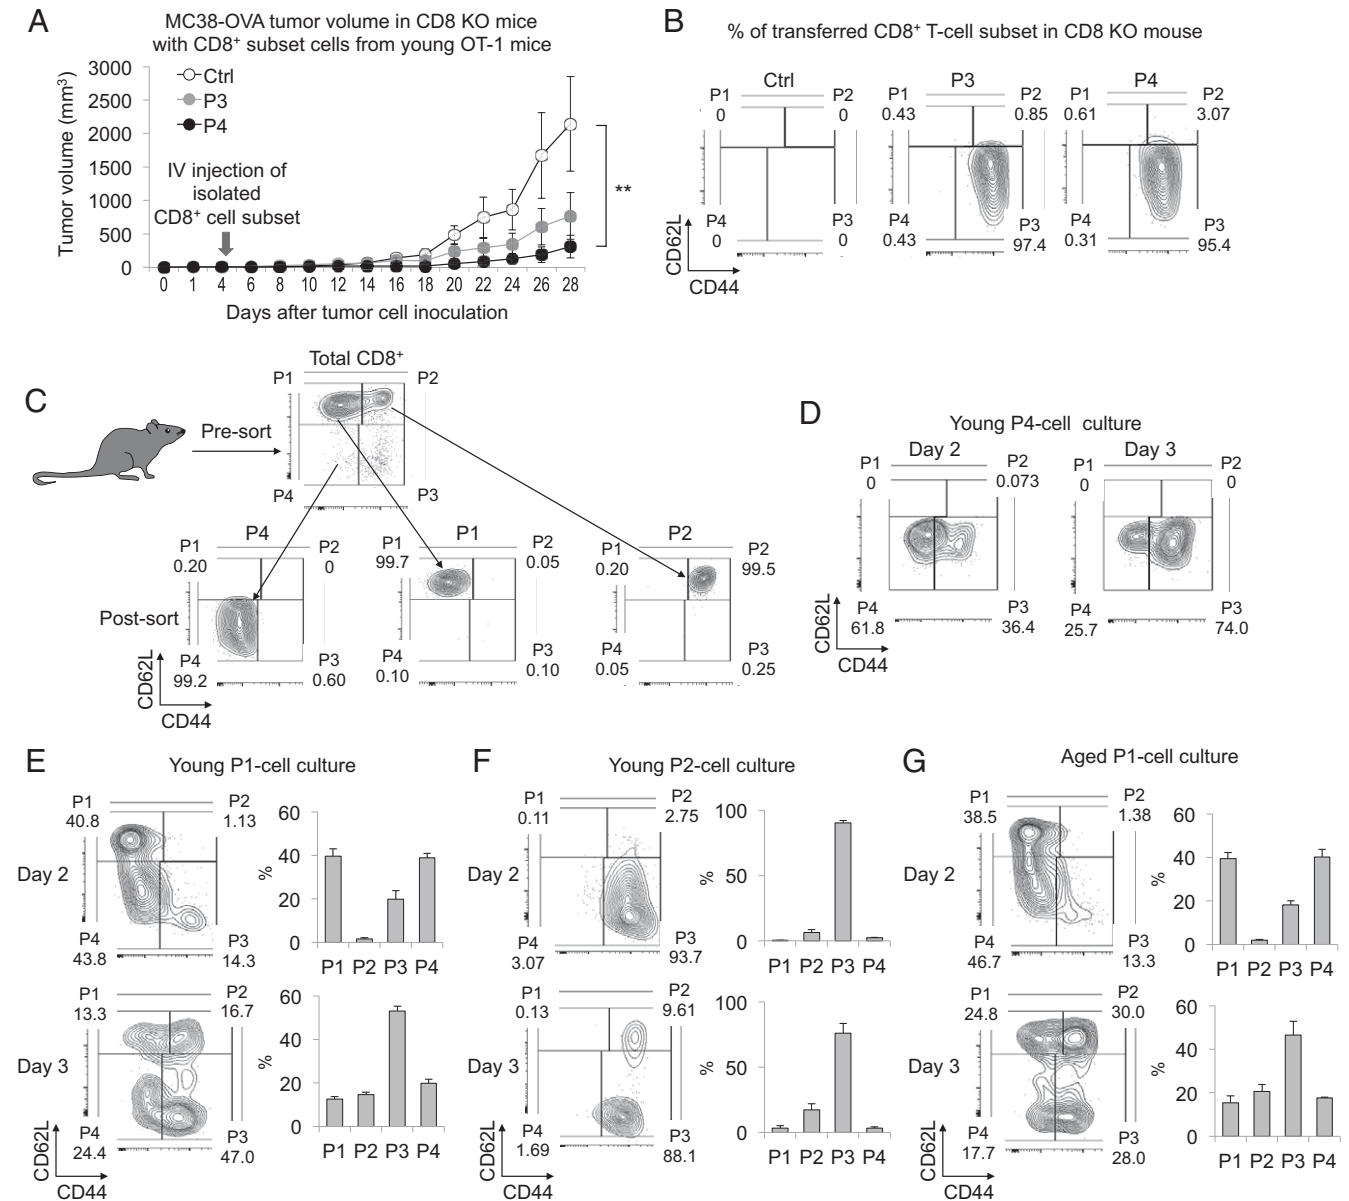 A
MC38-OVA tumor volume in CD8 KO mice
with CD8+ subset cells from young OT-1 mice
Tumor volume (mm3)
3000
2500
2000
1500
1000
500
0
Ctrl
P3
P4
IV injection of
isolated
CD8+ cell subset
**
0 1 4 6 8 10 12 14 16 18 20 22 24 26 28
Days after tumor cell inoculation
B
% of transferred CD8+ T-cell subset in CD8 KO mouse
Ctrl
P1
0
P2
0
P4
0
P3
0
P3
P1
0.43
P2
0.85
P4
0.43
P3
97.4
P4
P1
0.61
P2
3.07
P4
0.31
P3
95.4
CD62L
CD44
C
Total CD8+
P1
P2
P4
P3
Pre-sort
Post-sort
P4
P1
0.20
P2
0
P4
99.2
P3
0.60
P1
P1
99.7
P2
0.05
P4
0.10
P3
0.10
P2
P1
0.20
P2
99.5
P4
0.05
P3
0.25
CD62L
CD44
D
Young P4-cell culture
Day 2
P1
0
P2
0.073
P4
61.8
P3
36.4
Day 3
P1
0
P2
0
P4
25.7
P3
74.0
CD62L
CD44
E
Young P1-cell culture
Day 2
P1
40.8
P2
1.13
P4
43.8
P3
14.3
%
60
40
20
0
P1 P2 P3 P4
Day 3
P1
13.3
P2
16.7
P4
24.4
P3
47.0
%
60
40
20
0
P1 P2 P3 P4
CD62L
CD44
F
Young P2-cell culture
Day 2
P1
0.11
P2
2.75
P4
3.07
P3
93.7
%
100
50
0
P1 P2 P3 P4
Day 3
P1
0.13
P2
9.61
P4
1.69
P3
88.1
%
100
50
0
P1 P2 P3 P4
CD62L
CD44
G
Aged P1-cell culture
Day 2
P1
38.5
P2
1.38
P4
46.7
P3
13.3
%
60
40
20
0
P1 P2 P3 P4
Day 3
P1
24.8
P2
30.0
P4
17.7
P3
28.0
%
60
40
20
0
P1 P2 P3 P4
CD62L
CD44